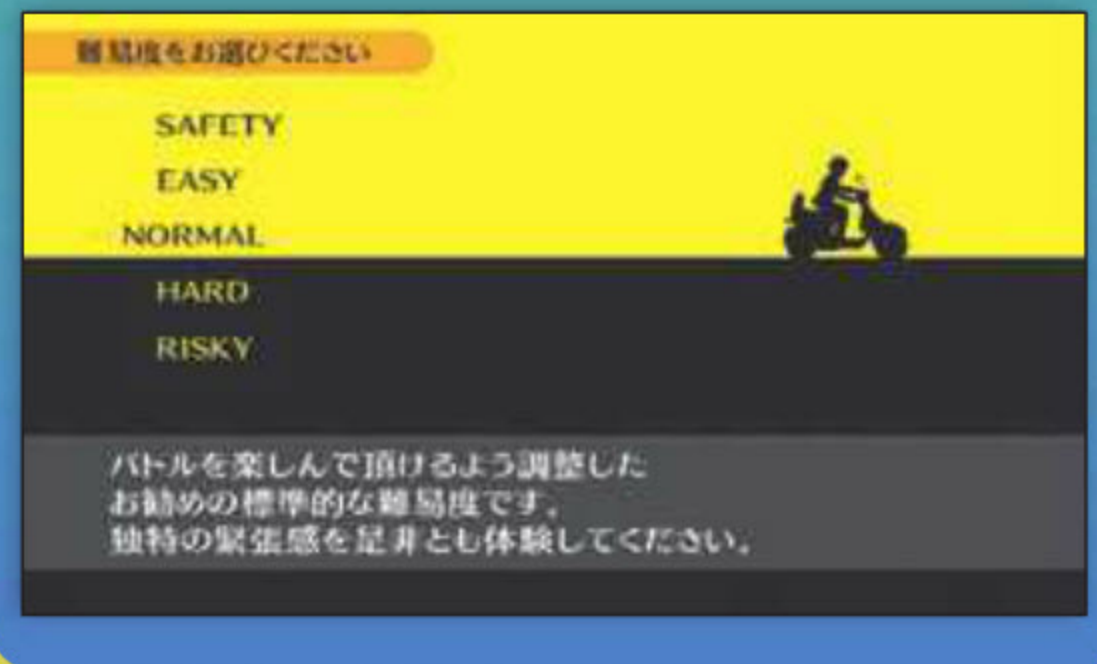 難易度をお選びください
SAFETY
EASY
NORMAL
HARD
RISKY
バトルを楽しんで頂けるよう調整した
お勧めの標準的な難易度です。
独特の緊張感を是非とも体験してください。